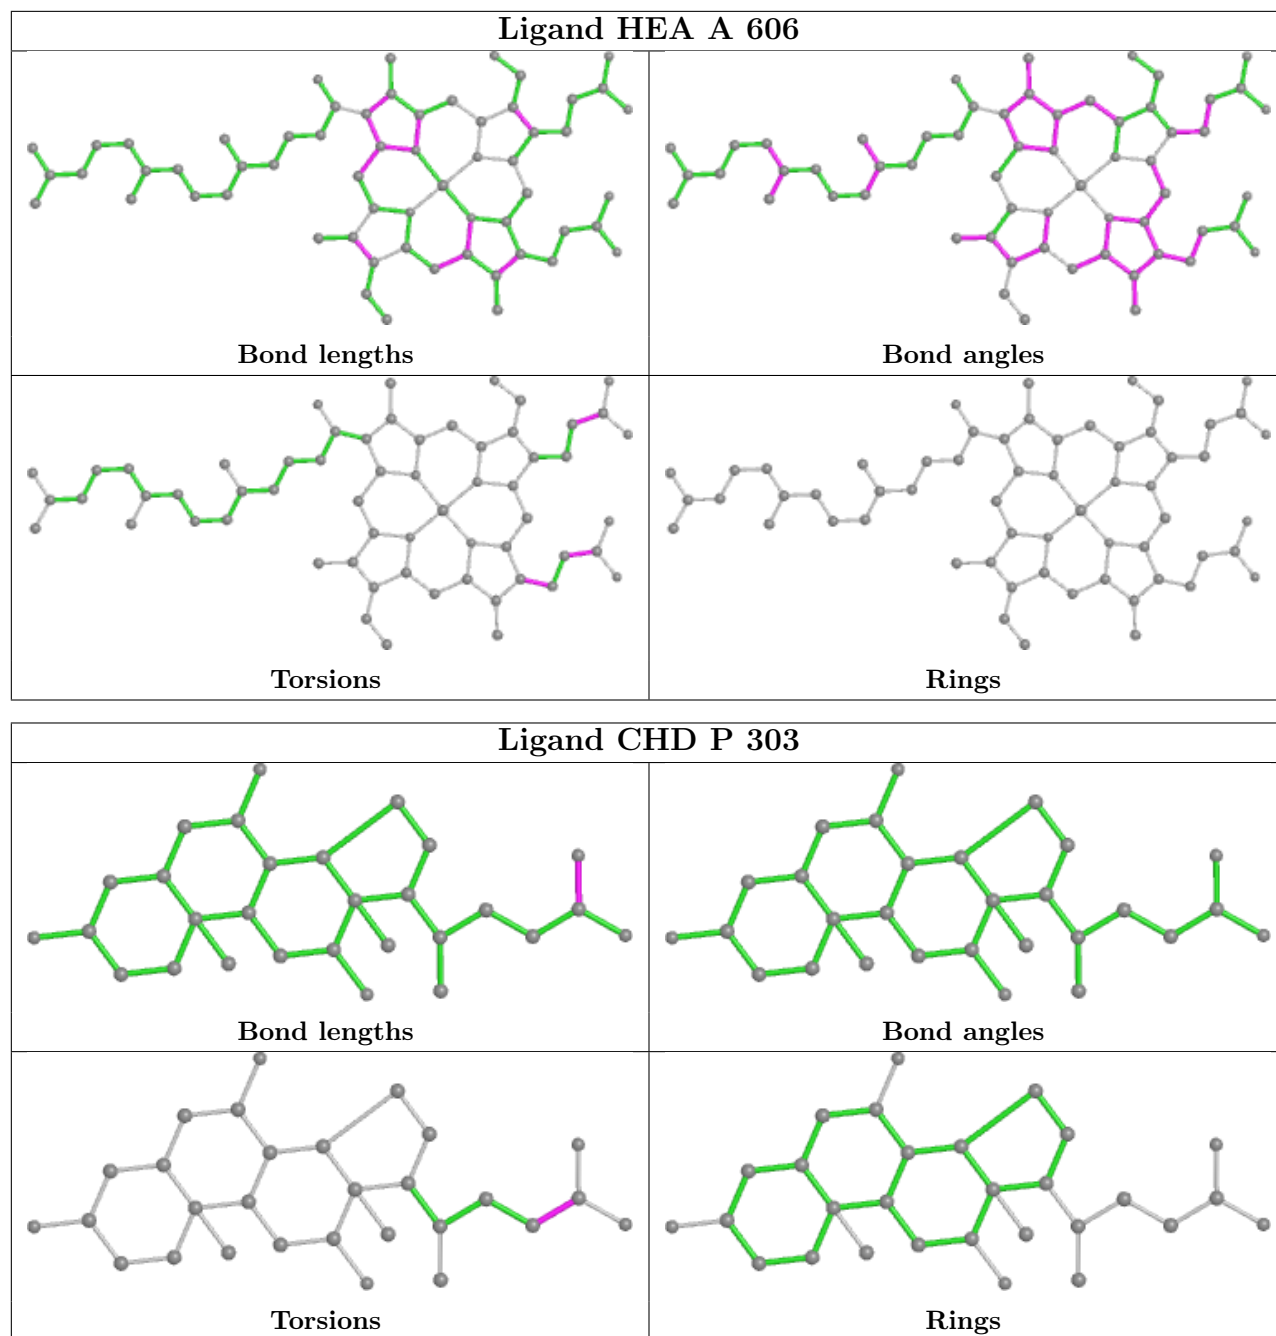 Ligand HEA A 606
Bond lengths
Bond angles
Torsions
Rings
Ligand CHD P 303
Bond lengths
Bond angles
Torsions
Rings